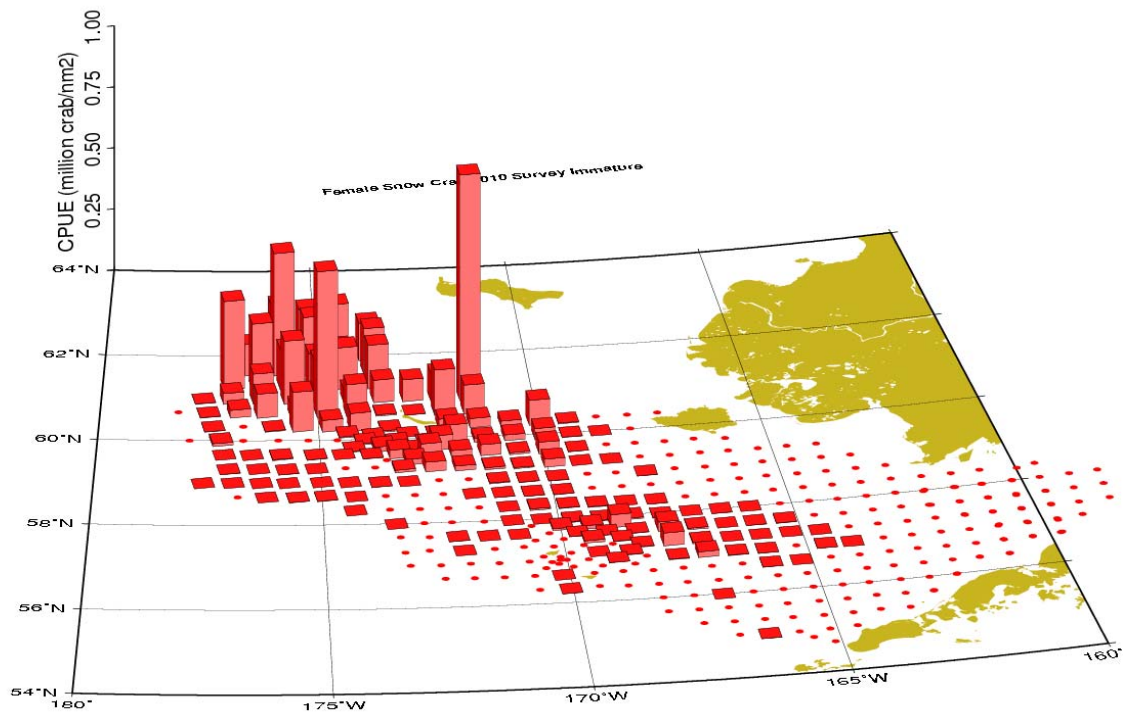 1.00
0.75
0.50
0.25
CPUE (million crab/nm2)
Female Snow Cra 010 Survey Immature
64°N
62°N
60°N
58°N
56°N
54°N
180°
175°W
170°W
165°W
160°